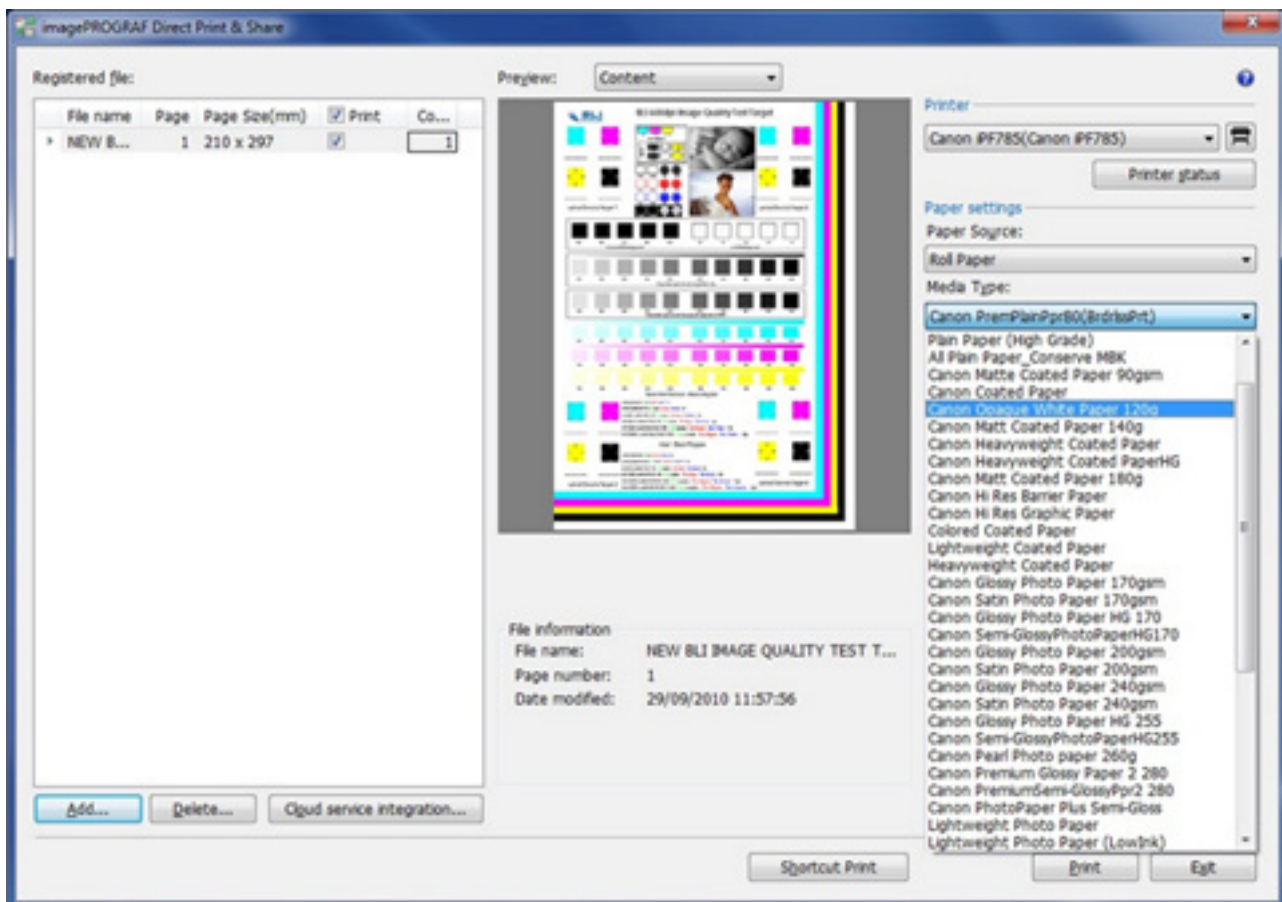 imagePROGRAF Direct Print & Share
Registered file:
File name Page Page Size(mm) Print Co...
NEW B... 1 210 x 297 1
Add... Delete... Cloud service integration...
Preview: Content
BLI
Image Quality Test Target
File information
File name: NEW BLI IMAGE QUALITY TEST T...
Page number: 1
Date modified: 29/09/2010 11:57:56
Printer
Canon iPF785(Canon iPF785)
Printer status
Paper settings
Paper Source:
Roll Paper
Media Type:
Canon PremPlainPpr80(BrdrlssPrt)
Plain Paper (High Grade)
All Plain Paper_Conserve MBK
Canon Matte Coated Paper 90gsm
Canon Coated Paper
Canon Opaque White Paper 120g
Canon Matt Coated Paper 140g
Canon Heavyweight Coated Paper
Canon Heavyweight Coated PaperHG
Canon Matt Coated Paper 180g
Canon Hi Res Barrier Paper
Canon Hi Res Graphic Paper
Colored Coated Paper
Lightweight Coated Paper
Heavyweight Coated Paper
Canon Glossy Photo Paper 170gsm
Canon Satin Photo Paper 170gsm
Canon Glossy Photo Paper HG 170
Canon Semi-GlossyPhotoPaperHG170
Canon Glossy Photo Paper 200gsm
Canon Satin Photo Paper 200gsm
Canon Glossy Photo Paper 240gsm
Canon Satin Photo Paper 240gsm
Canon Glossy Photo Paper HG 255
Canon Semi-GlossyPhotoPaperHG255
Canon Pearl Photo paper 260g
Canon Premium Glossy Paper 2 280
Canon PremiumSemi-GlossyPpr2 280
Canon PhotoPaper Plus Semi-Gloss
Lightweight Photo Paper
Lightweight Photo Paper (LowInk)
Shortcut Print Print Exit